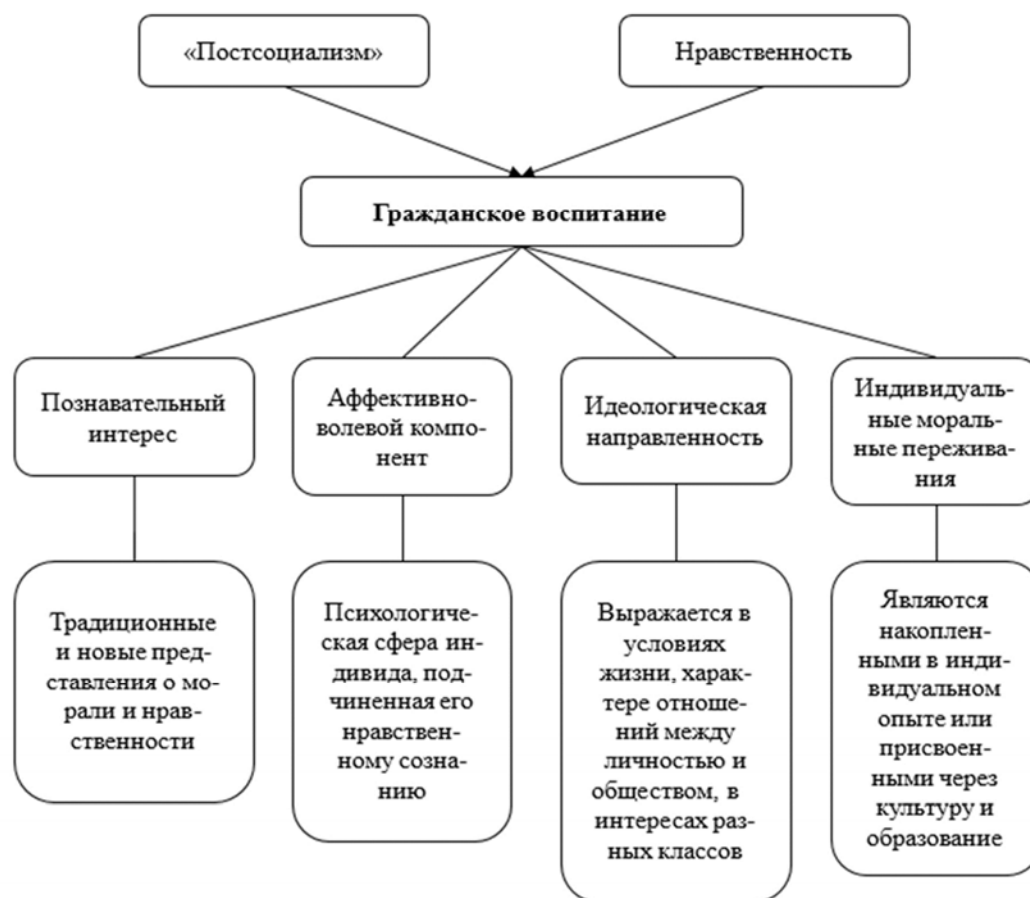 «Постсоциализм»
Нравственность
Гражданское воспитание
Познавательный
интерес
Аффективно-
волевой компо-
нент
Идеологическая
направленность
Индивидуаль-
ные мораль-
ные пережива-
ния
Традиционные
и новые пред-
ставления о мо-
рали и нрав-
ственности
Психологиче-
ская сфера ин-
дивида, под-
чиненная его
нравствен-
ному созна-
нию
Выражается в
условиях
жизни, харак-
тере отноше-
ний между
личностью и
обществом, в
интересах раз-
ных классов
Являются
накоплен-
ными в инди-
видуальном
опыте или
присвоен-
ными через
культуру и
образование